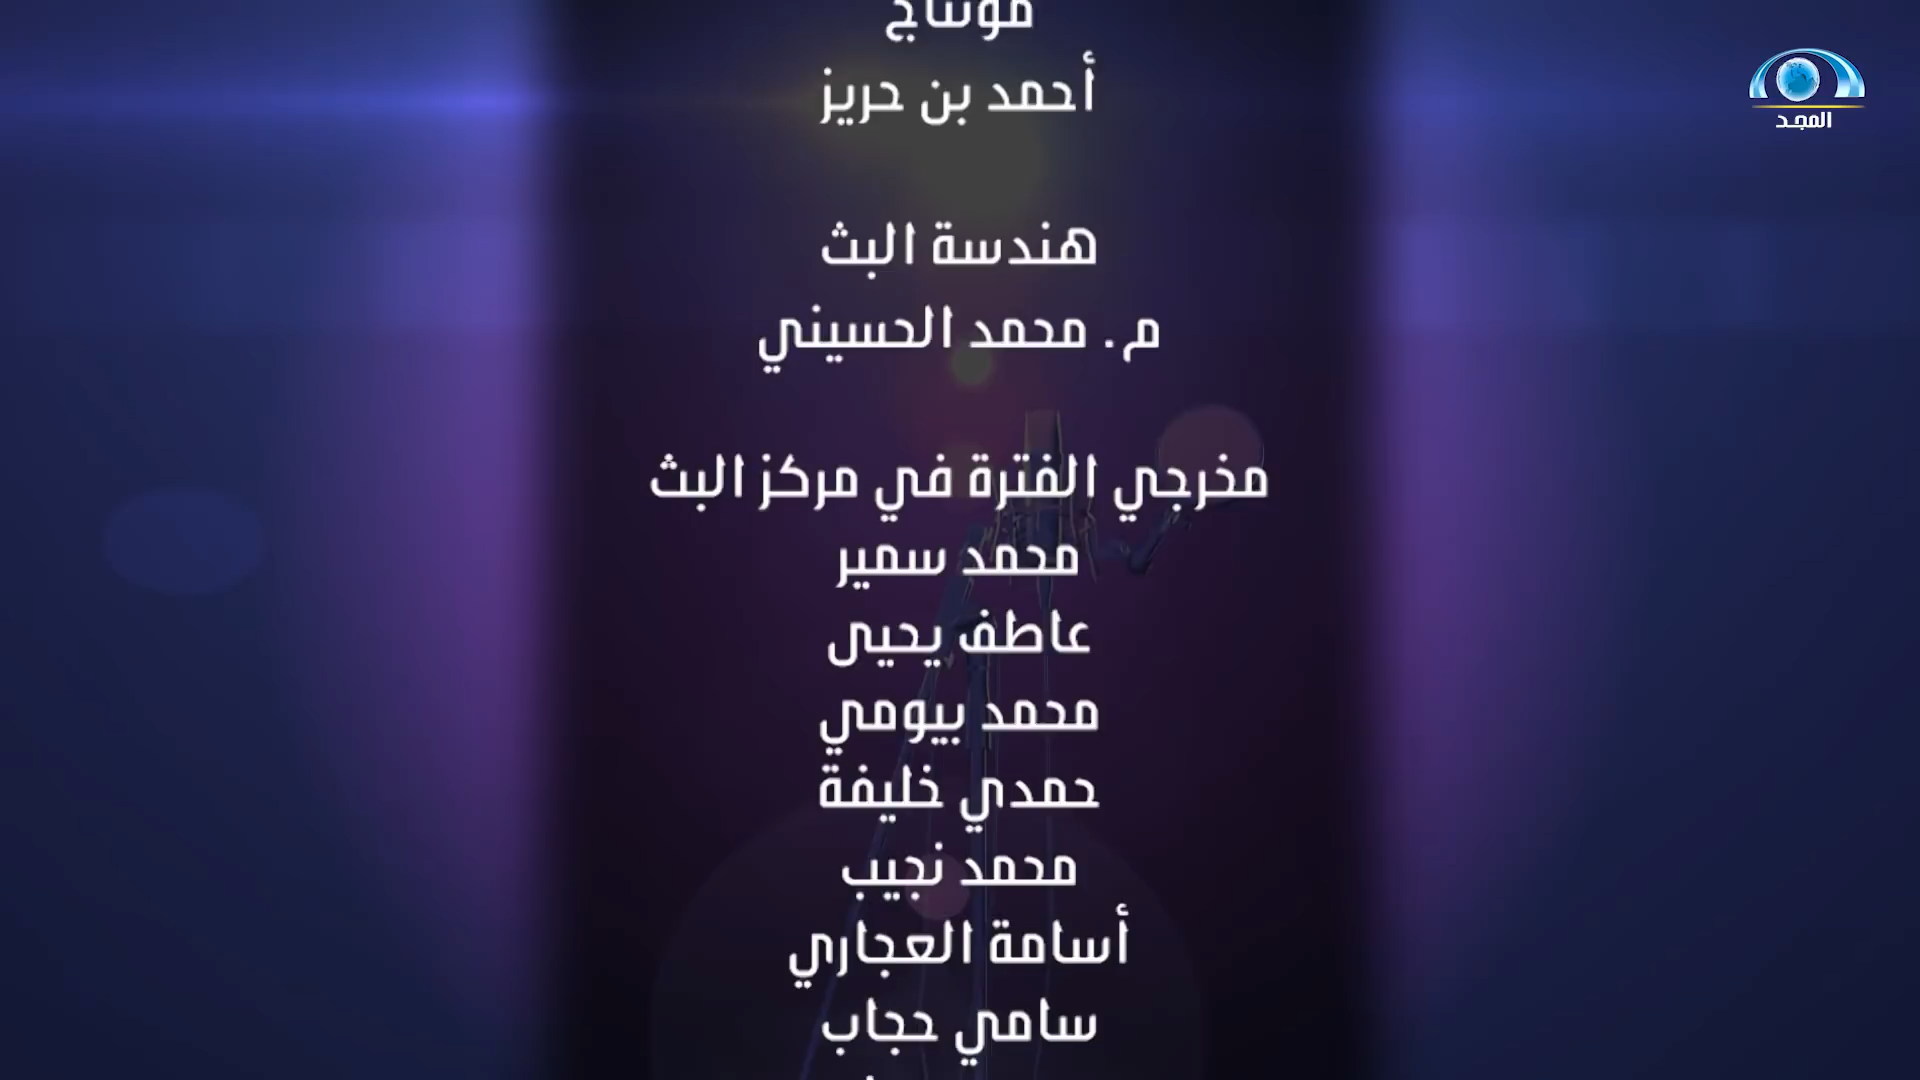 مونتاج
أحمد بن حريز
المجد
هندسة البث
م. محمد الحسيني
مخرجي الفترة في مركز البث
محمد سمير
عاطف يحيى
محمد بيومي
حمدي خليفة
محمد نجيب
أسامة العجاري
سامي حجاب